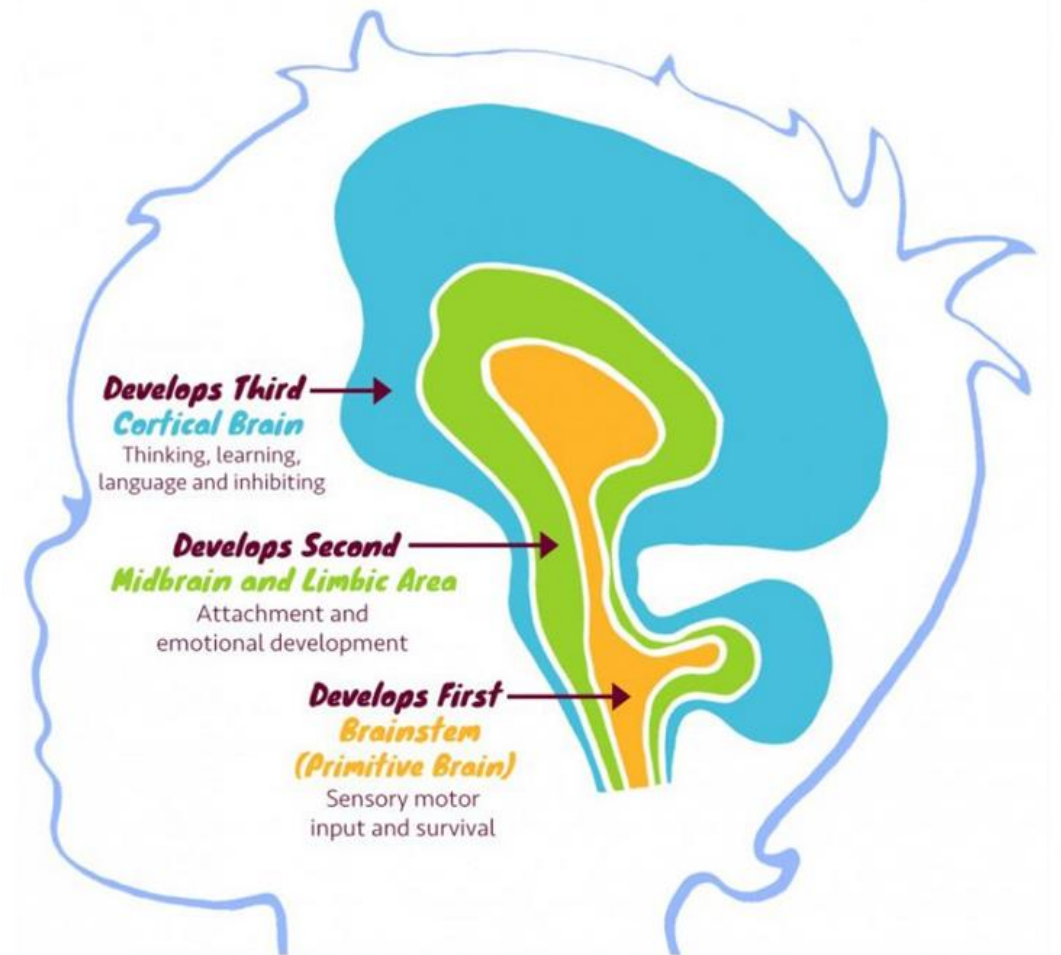 Develops Third
Cortical Brain
Thinking, learning,
language and inhibiting
Develops Second
Midbrain and Limbic Area
Attachment and
emotional development
Develops First
Brainstem
(Primitive Brain)
Sensory motor
input and survival